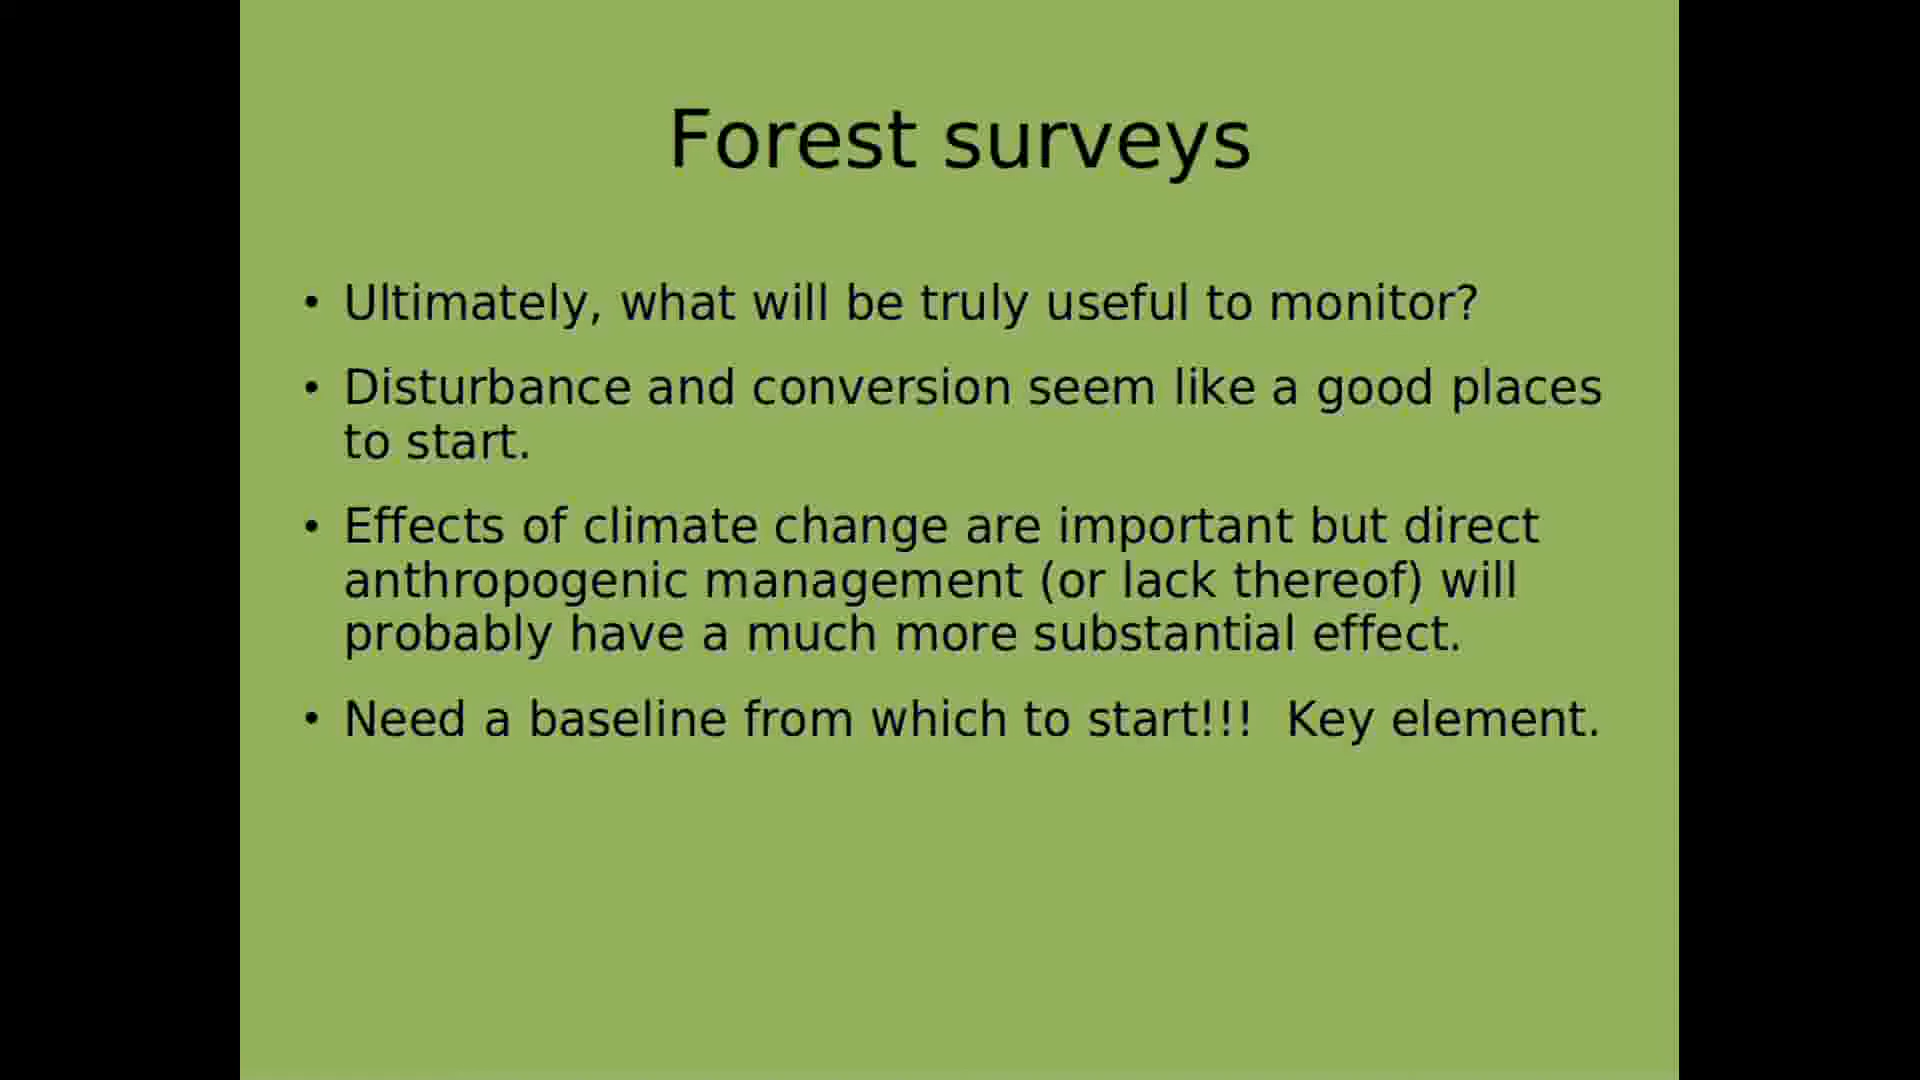 Forest surveys
• Ultimately, what will be truly useful to monitor?
• Disturbance and conversion seem like a good places
to start.
• Effects of climate change are important but direct
anthropogenic management (or lack thereof) will
probably have a much more substantial effect.
• Need a baseline from which to start!!!  Key element.